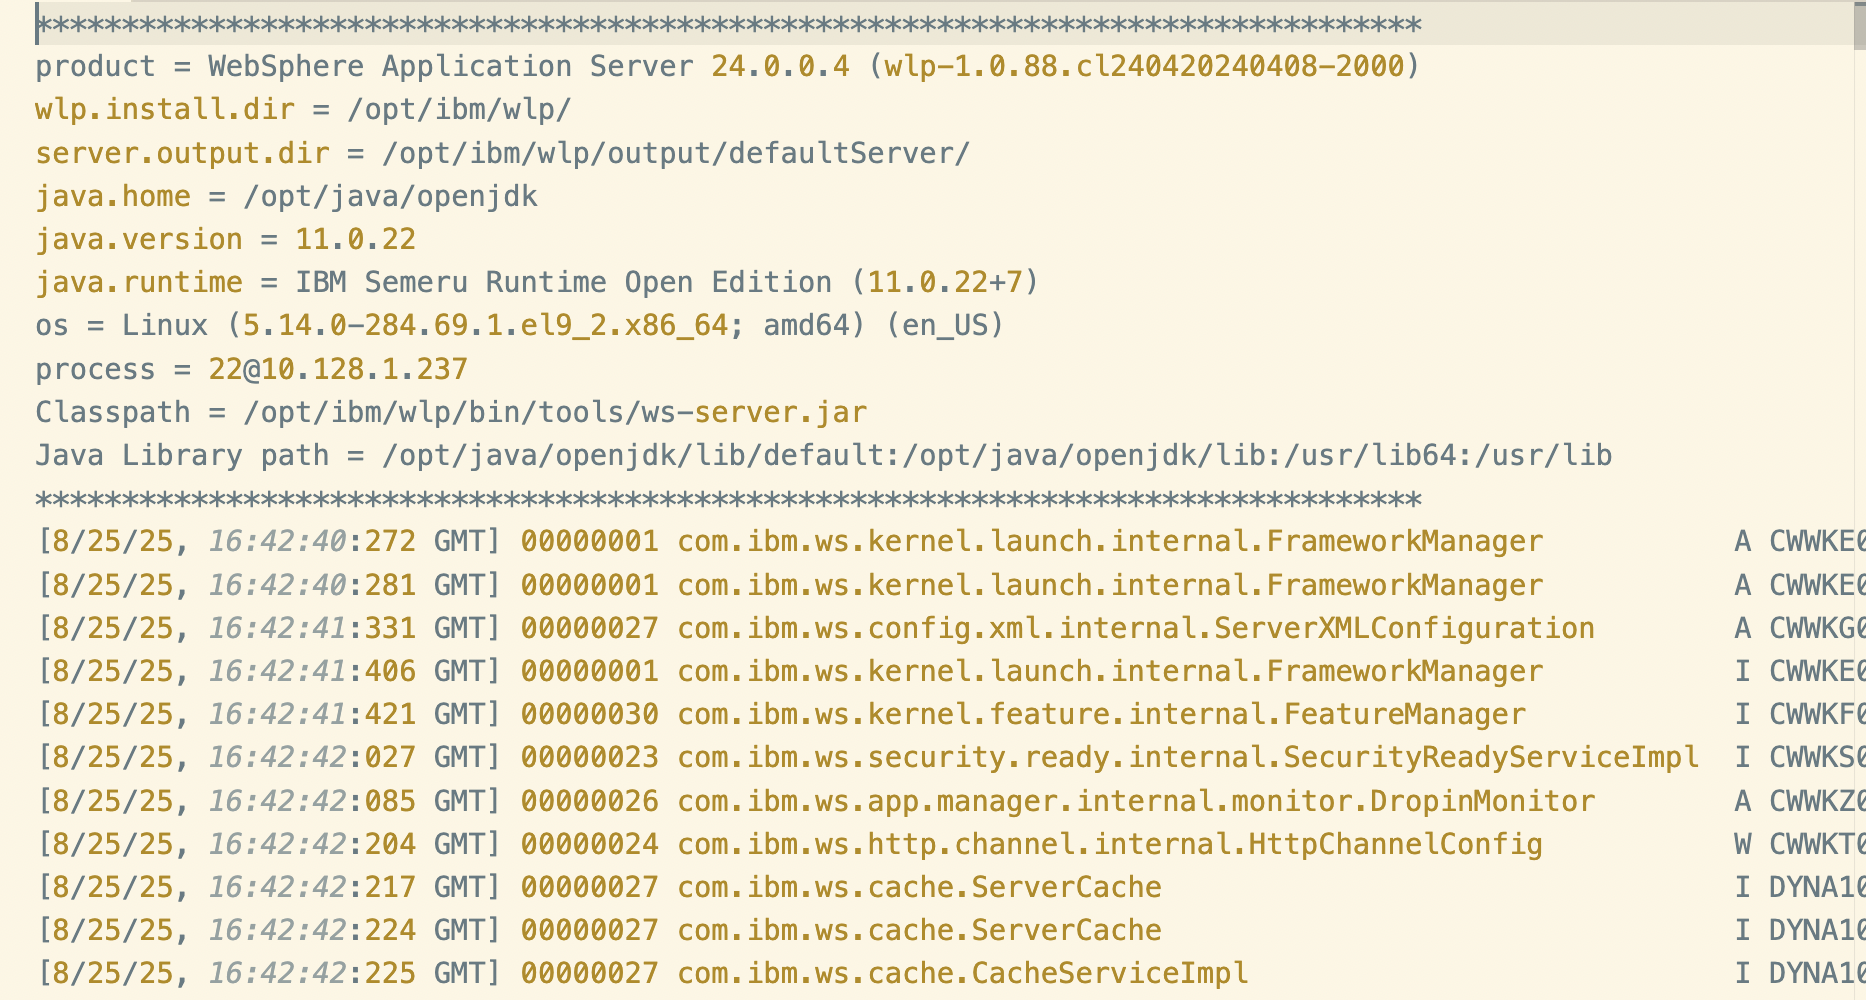 ********************************************************************************
product = WebSphere Application Server 24.0.0.4 (wlp-1.0.88.cl240420240408-2000)
wlp.install.dir = /opt/ibm/wlp/
server.output.dir = /opt/ibm/wlp/output/defaultServer/
java.home = /opt/java/openjdk
java.version = 11.0.22
java.runtime = IBM Semeru Runtime Open Edition (11.0.22+7)
os = Linux (5.14.0-284.69.1.el9_2.x86_64; amd64) (en_US)
process = 22@10.128.1.237
Classpath = /opt/ibm/wlp/bin/tools/ws-server.jar
Java Library path = /opt/java/openjdk/lib/default:/opt/java/openjdk/lib:/usr/lib64:/usr/lib
********************************************************************************
[8/25/25, 16:42:40:272 GMT] 00000001 com.ibm.ws.kernel.launch.internal.FrameworkManager A CWWKE0
[8/25/25, 16:42:40:281 GMT] 00000001 com.ibm.ws.kernel.launch.internal.FrameworkManager A CWWKE0
[8/25/25, 16:42:41:331 GMT] 00000027 com.ibm.ws.config.xml.internal.ServerXMLConfiguration A CWWKG0
[8/25/25, 16:42:41:406 GMT] 00000001 com.ibm.ws.kernel.launch.internal.FrameworkManager I CWWKE0
[8/25/25, 16:42:41:421 GMT] 00000030 com.ibm.ws.kernel.feature.internal.FeatureManager I CWWKF0
[8/25/25, 16:42:42:027 GMT] 00000023 com.ibm.ws.security.ready.internal.SecurityReadyServiceImpl I CWWKS0
[8/25/25, 16:42:42:085 GMT] 00000026 com.ibm.ws.app.manager.internal.monitor.DropinMonitor A CWWKZ0
[8/25/25, 16:42:42:204 GMT] 00000024 com.ibm.ws.http.channel.internal.HttpChannelConfig W CWWKT0
[8/25/25, 16:42:42:217 GMT] 00000027 com.ibm.ws.cache.ServerCache I DYNA10
[8/25/25, 16:42:42:224 GMT] 00000027 com.ibm.ws.cache.ServerCache I DYNA10
[8/25/25, 16:42:42:225 GMT] 00000027 com.ibm.ws.cache.CacheServiceImpl I DYNA10